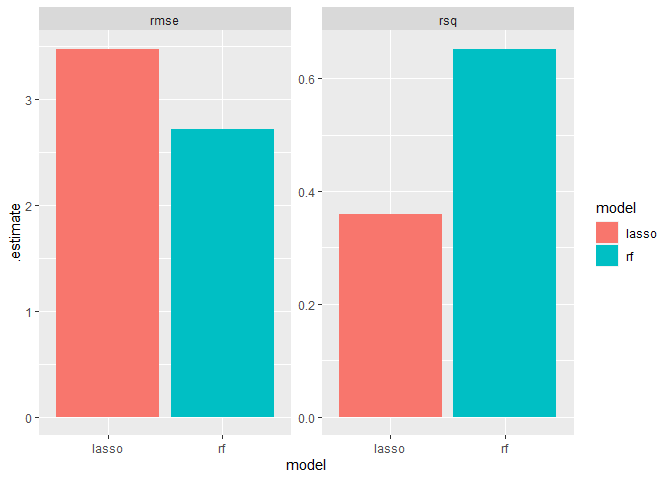 rmse
rsq
.estimate
3
2
1
0
0.6
0.4
0.2
0.0
lasso
rf
lasso
rf
model
model
lasso
rf